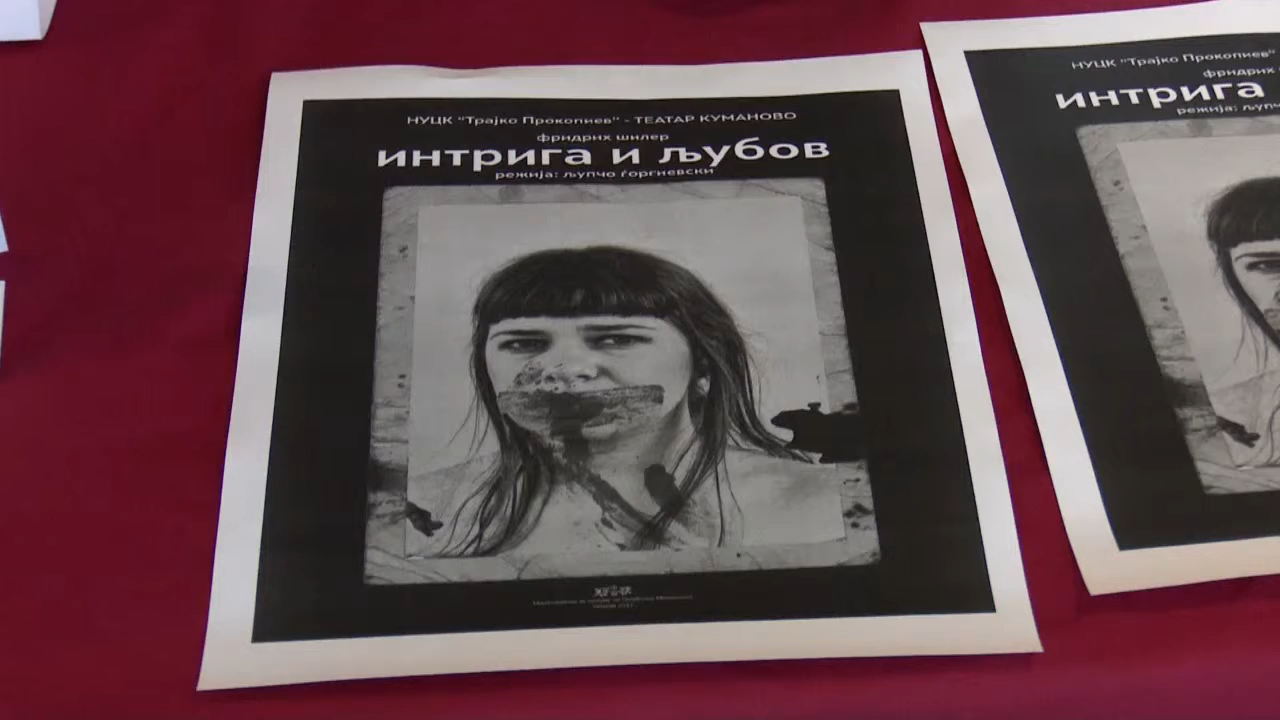 НУЦК "Трајко Прокопиев" - ТЕАТАР КУМАНОВО
фридрих шилер
интрига и љубов
режија: љупчо ѓорѓиевски
НУЦК "Трајко Прокопиев"
фридрих
интрига
режија: љупч